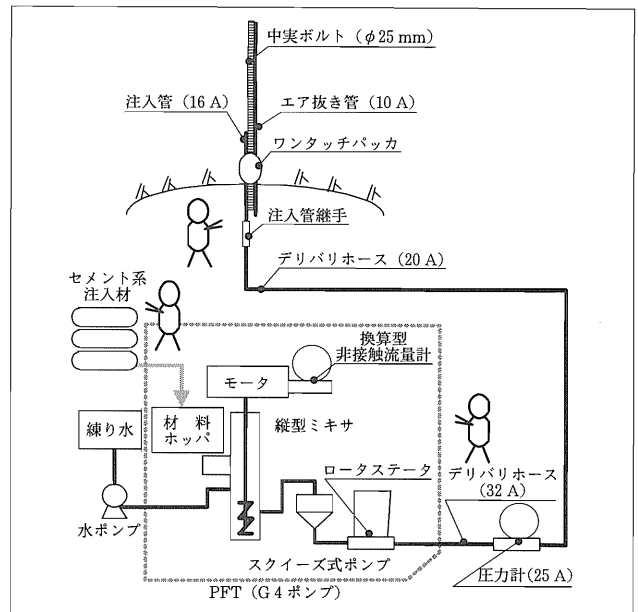 中実ボルト（φ25 mm）
注入管（16 A）
エア抜き管（10 A）
ワンタッチパッカ
注入管継手
デリバリホース（20 A）
セメント系
注入材
換算型
非接触流量計
モータ
材　料
ホッパ
縦型ミキサ
練り水
ロータステータ
デリバリホース
（32 A）
水ポンプ
スクイーズ式ポンプ
圧力計（25 A）
PFT（G 4 ポンプ）